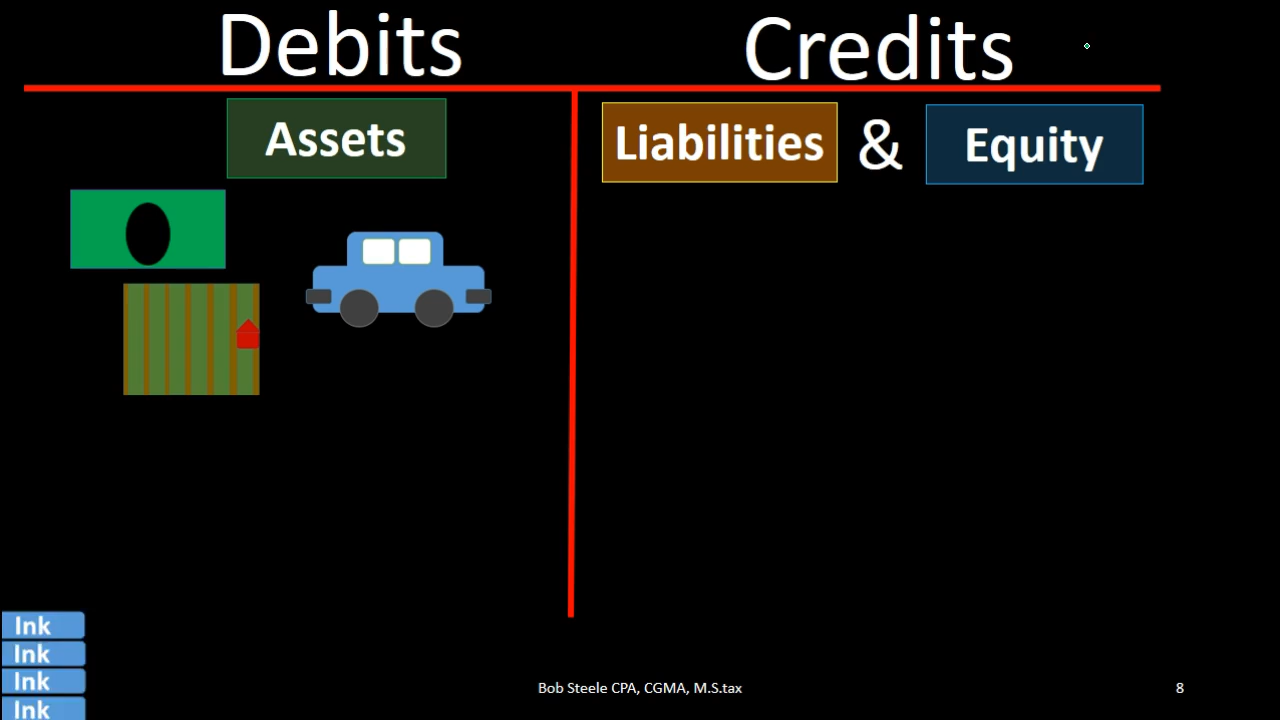 Debits Credits
Assets Liabilities & Equity
Ink
Ink
Ink
Ink
Bob Steele CPA, CGMA, M.S.tax 8